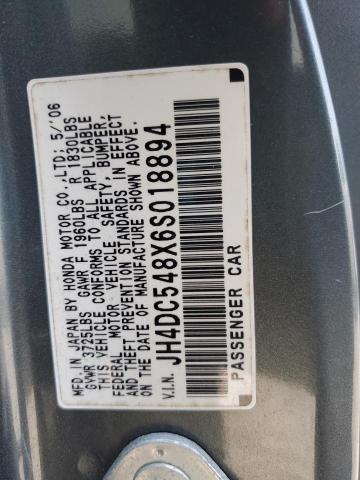 MFD.IN JAPAN BY HONDA MOTOR CO.,LTD; 5/'06
GVWR 3725LBS GAWR F 1960LBS R 1830LBS
THIS VEHICLE CONFORMS TO ALL APPLICABLE
FEDERAL MOTOR VEHICLE SAFETY, BUMPER,
AND THEFT PREVENTION STANDARDS IN EFFECT
ON THE DATE OF MANUFACTURE SHOWN ABOVE.
V.I.N. JH4DC548X6S018894
PASSENGER CAR